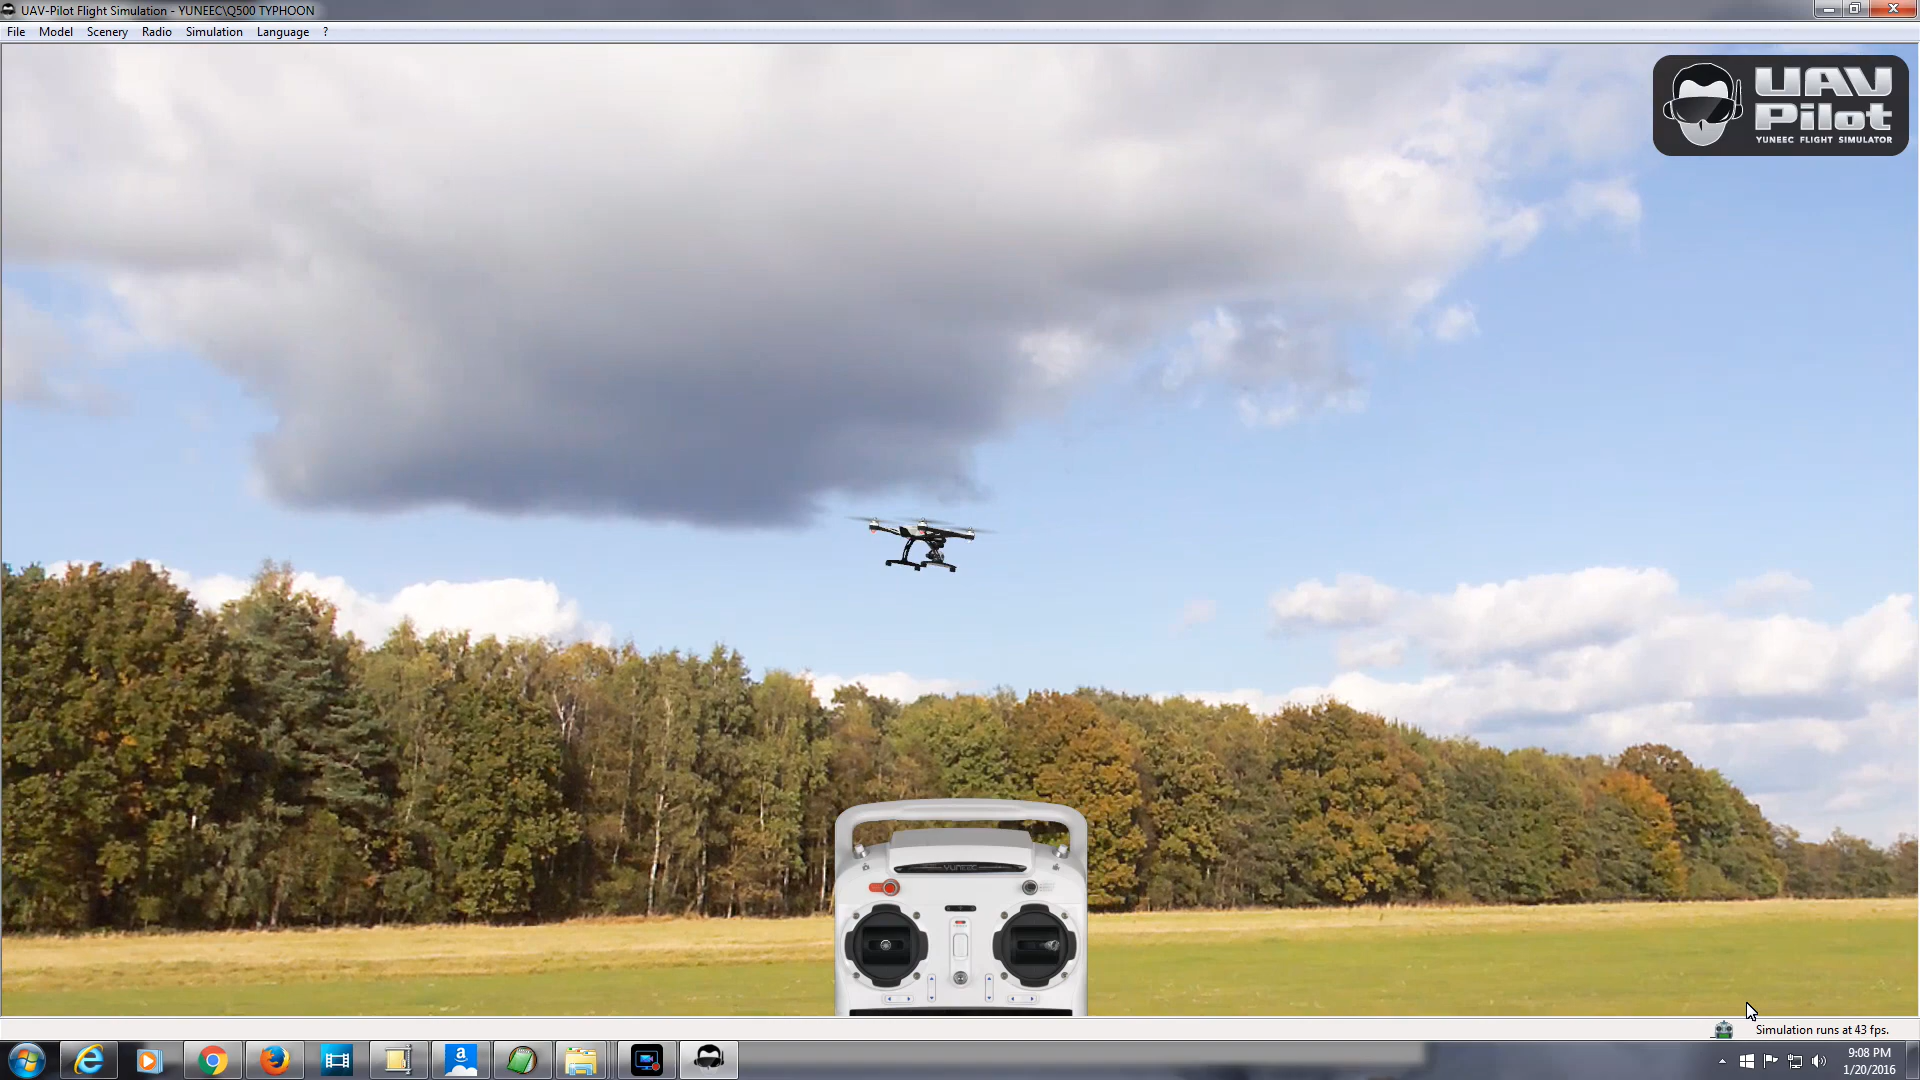 UAV-Pilot Flight Simulation - YUNEEC\Q500 TYPHOON
File Model Scenery Radio Simulation Language ?
UAV
Pilot
YUNEEC FLIGHT SIMULATOR
YUNEEC
Simulation runs at 43 fps.
a
9:08 PM
1/20/2016